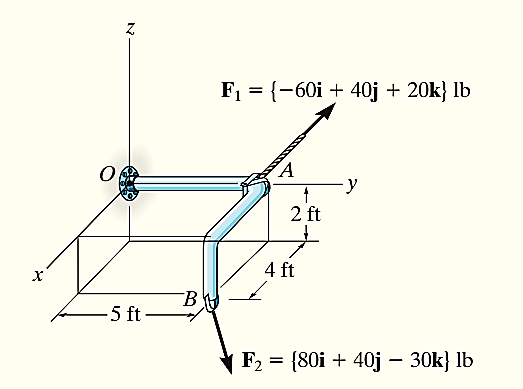 z
F₁ = {−60i + 40j + 20k} lb
O
A
y
2 ft
x
4 ft
B
5 ft
F₂ = {80i + 40j − 30k} lb